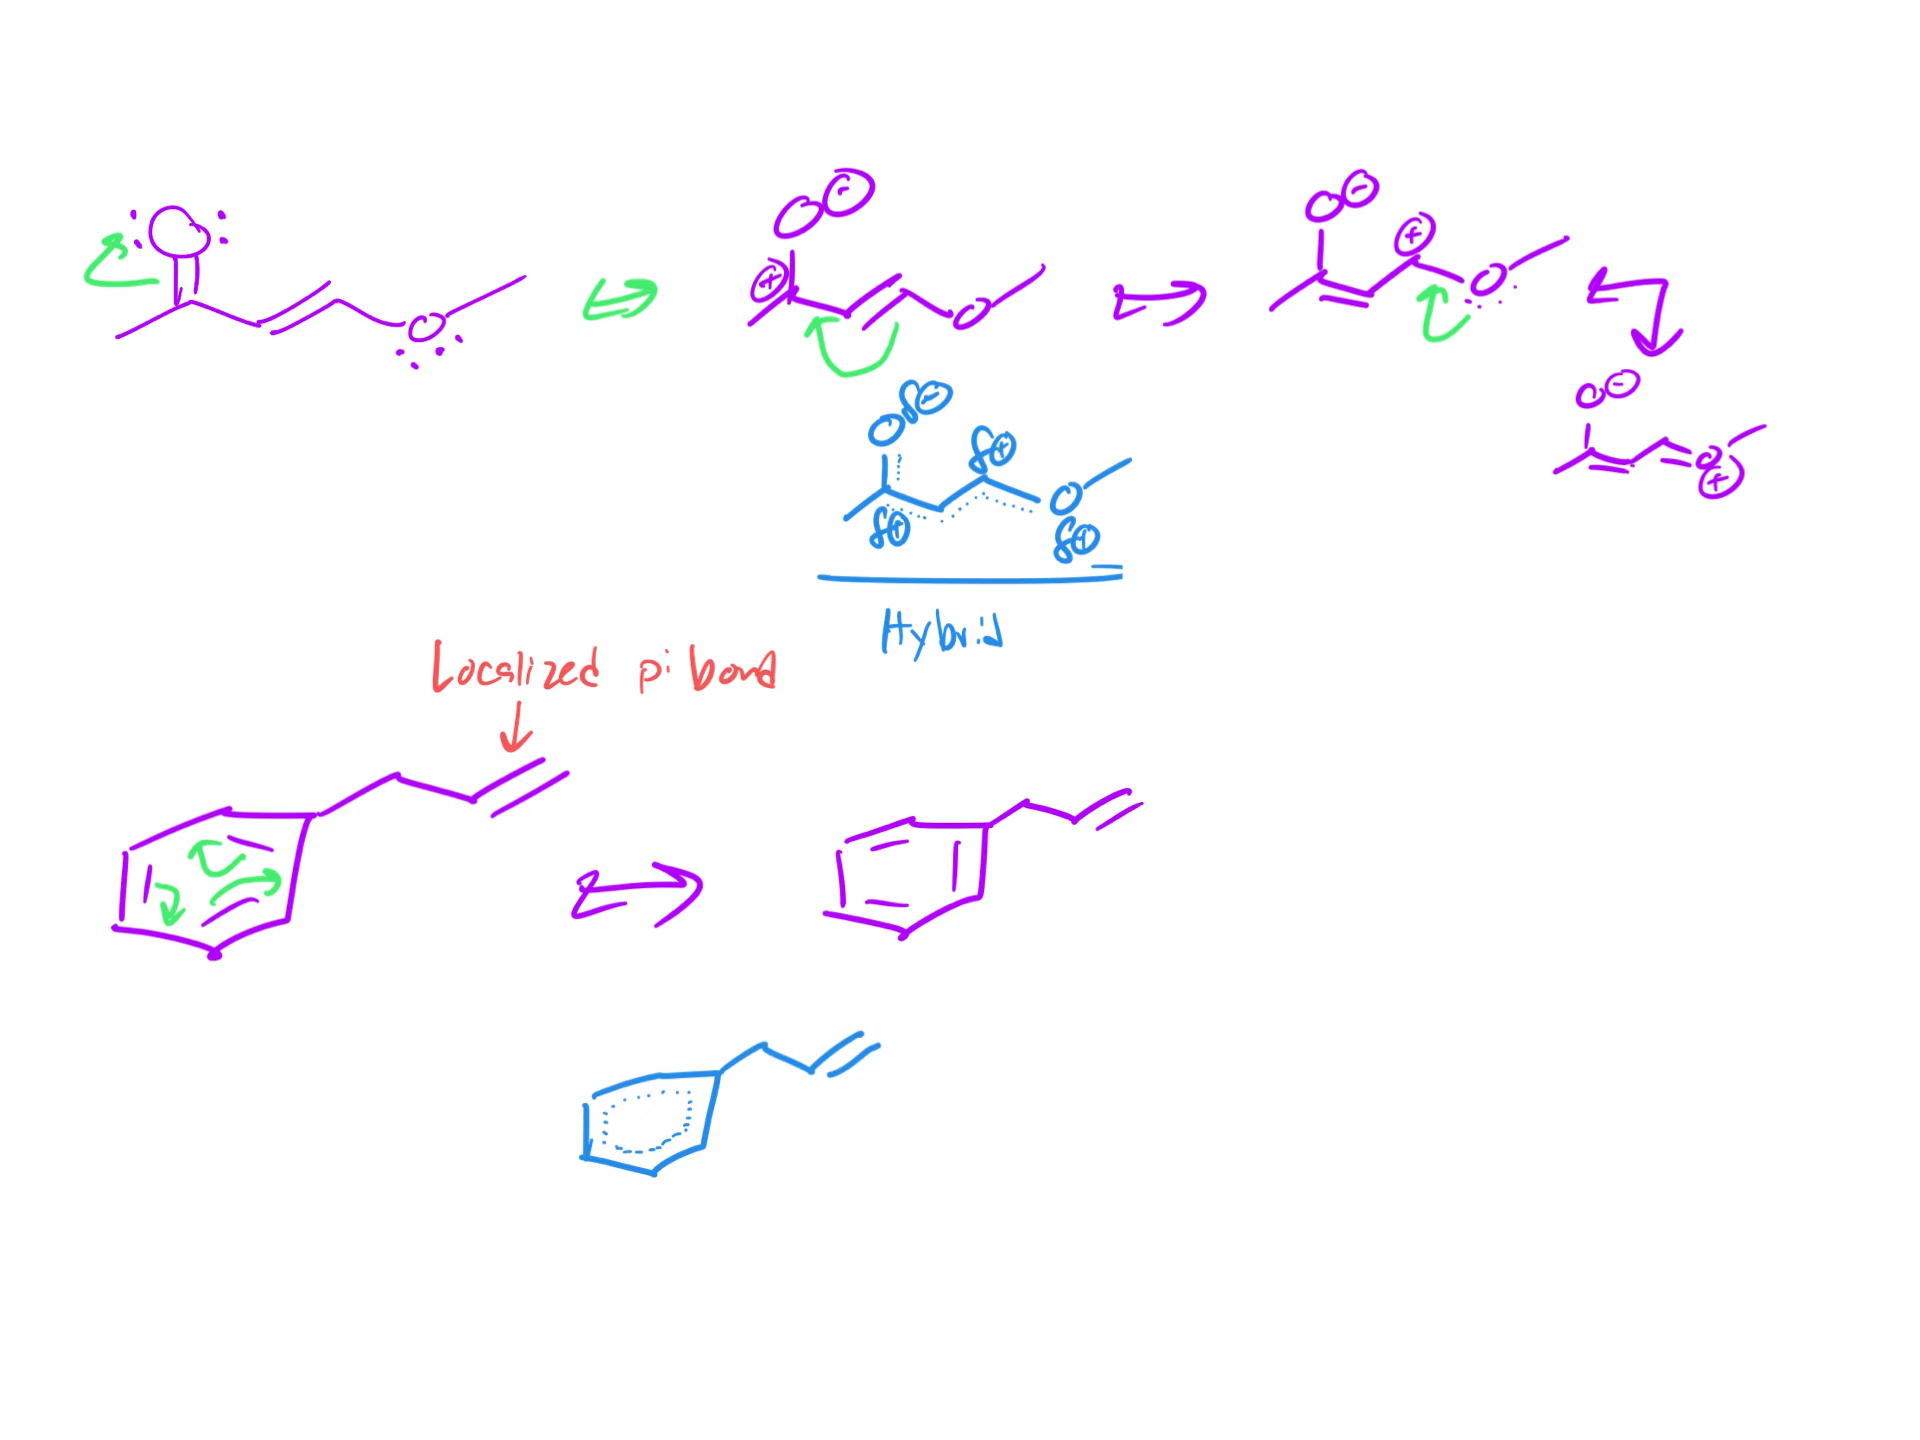 O
O
O ⊖
⊕
O
O ⊖
⊕
O
O ⊖
O
⊕
O δ⊖
δ⊕
O
δ⊕
δ⊕
Hybrid
Localized pi bond